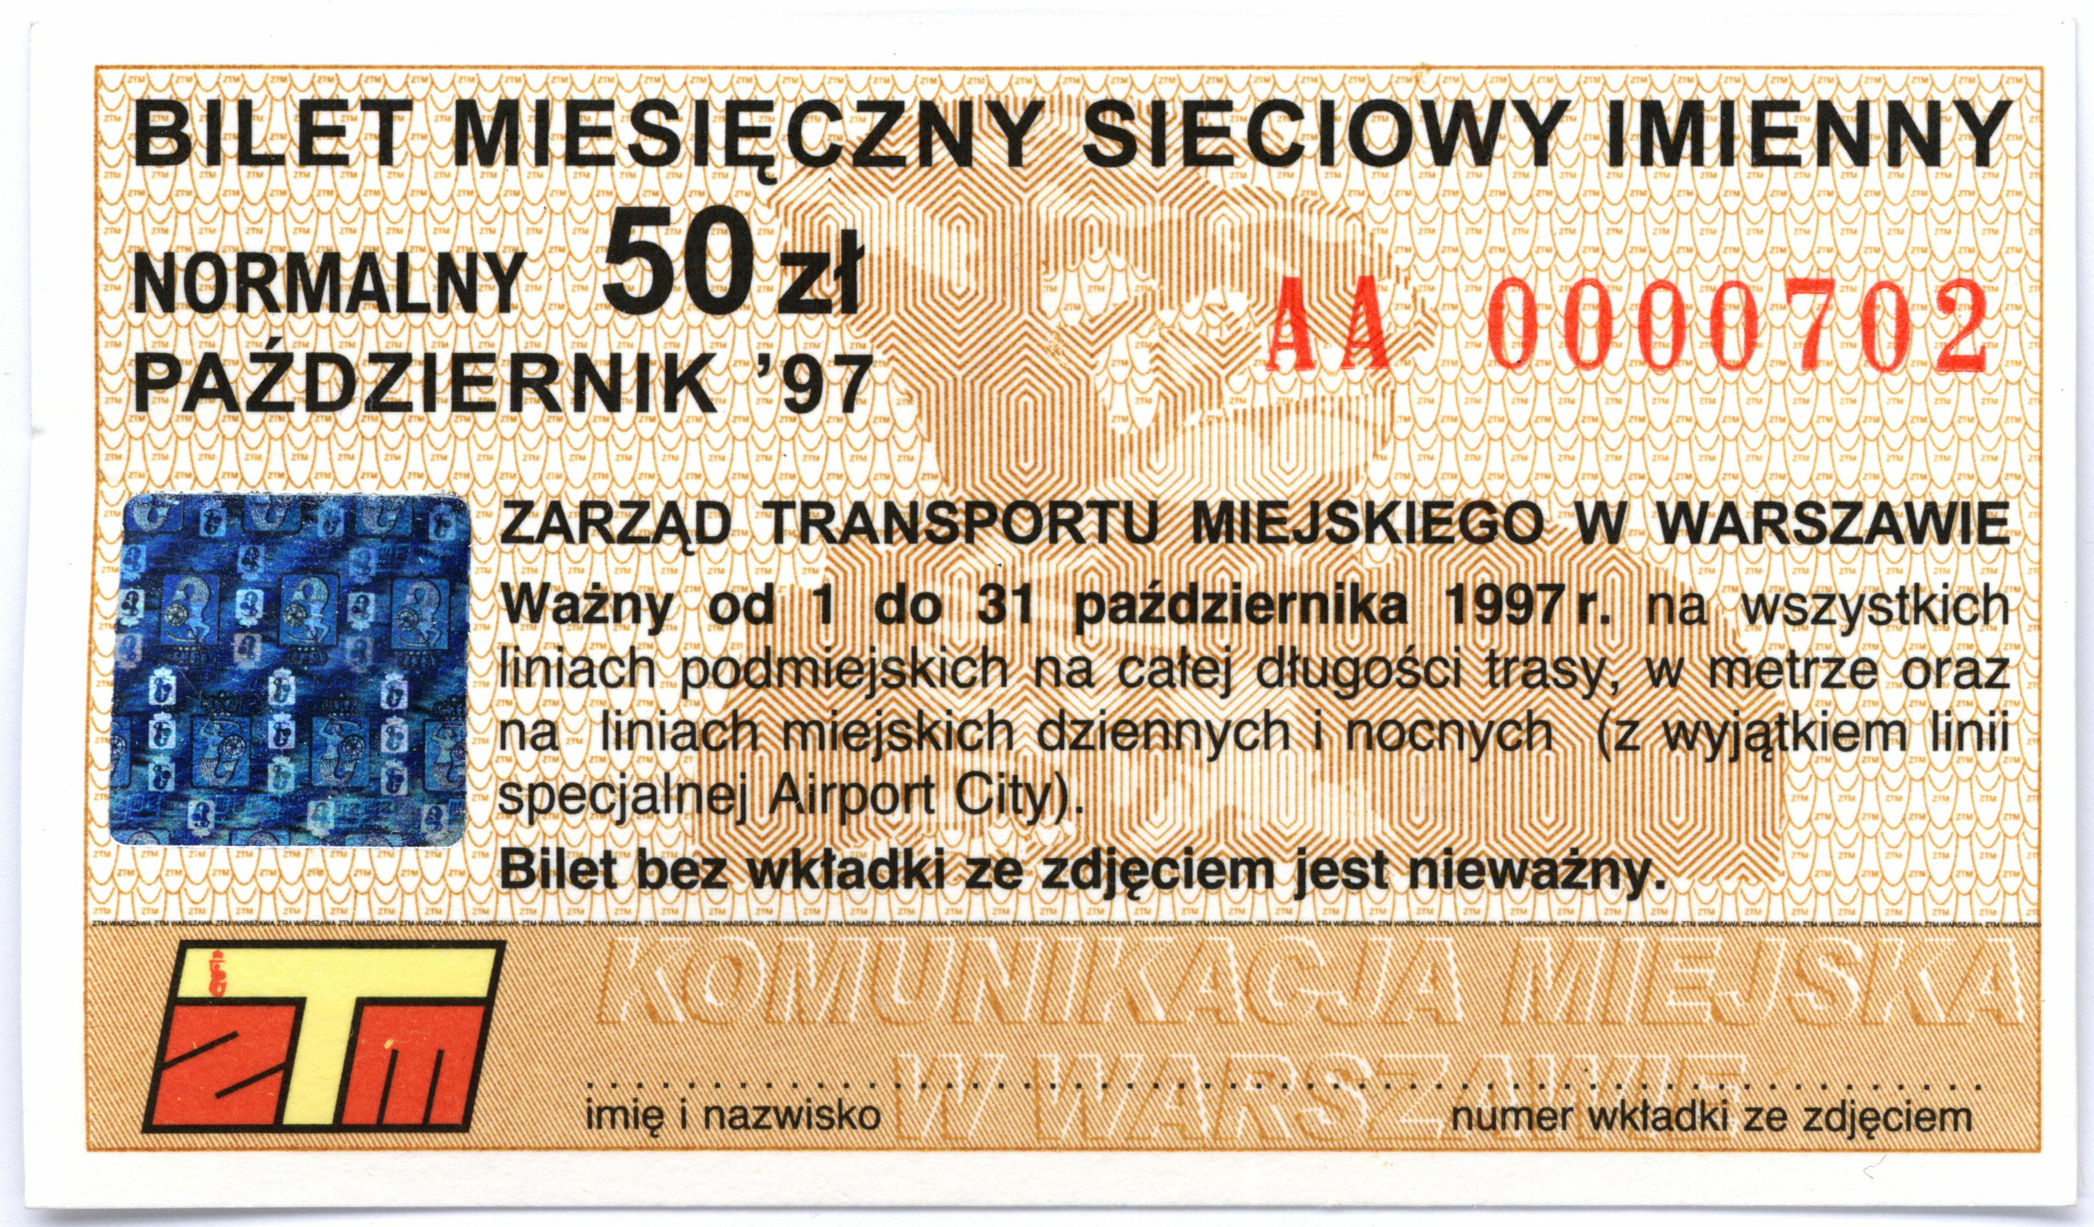 BILET MIESIĘCZNY SIECIOWY IMIENNY
NORMALNY 50 zł
AA 0000702
PAŹDZIERNIK '97
ZARZĄD TRANSPORTU MIEJSKIEGO W WARSZAWIE
Ważny od 1 do 31 października 1997 r. na wszystkich
liniach podmiejskich na całej długości trasy, w metrze oraz
na liniach miejskich dziennych i nocnych (z wyjątkiem linii
specjalnej Airport City).
Bilet bez wkładki ze zdjęciem jest nieważny.
ZTM
KOMUNIKACJA MIEJSKA
W WARSZAWIE
imię i nazwisko
numer wkładki ze zdjęciem